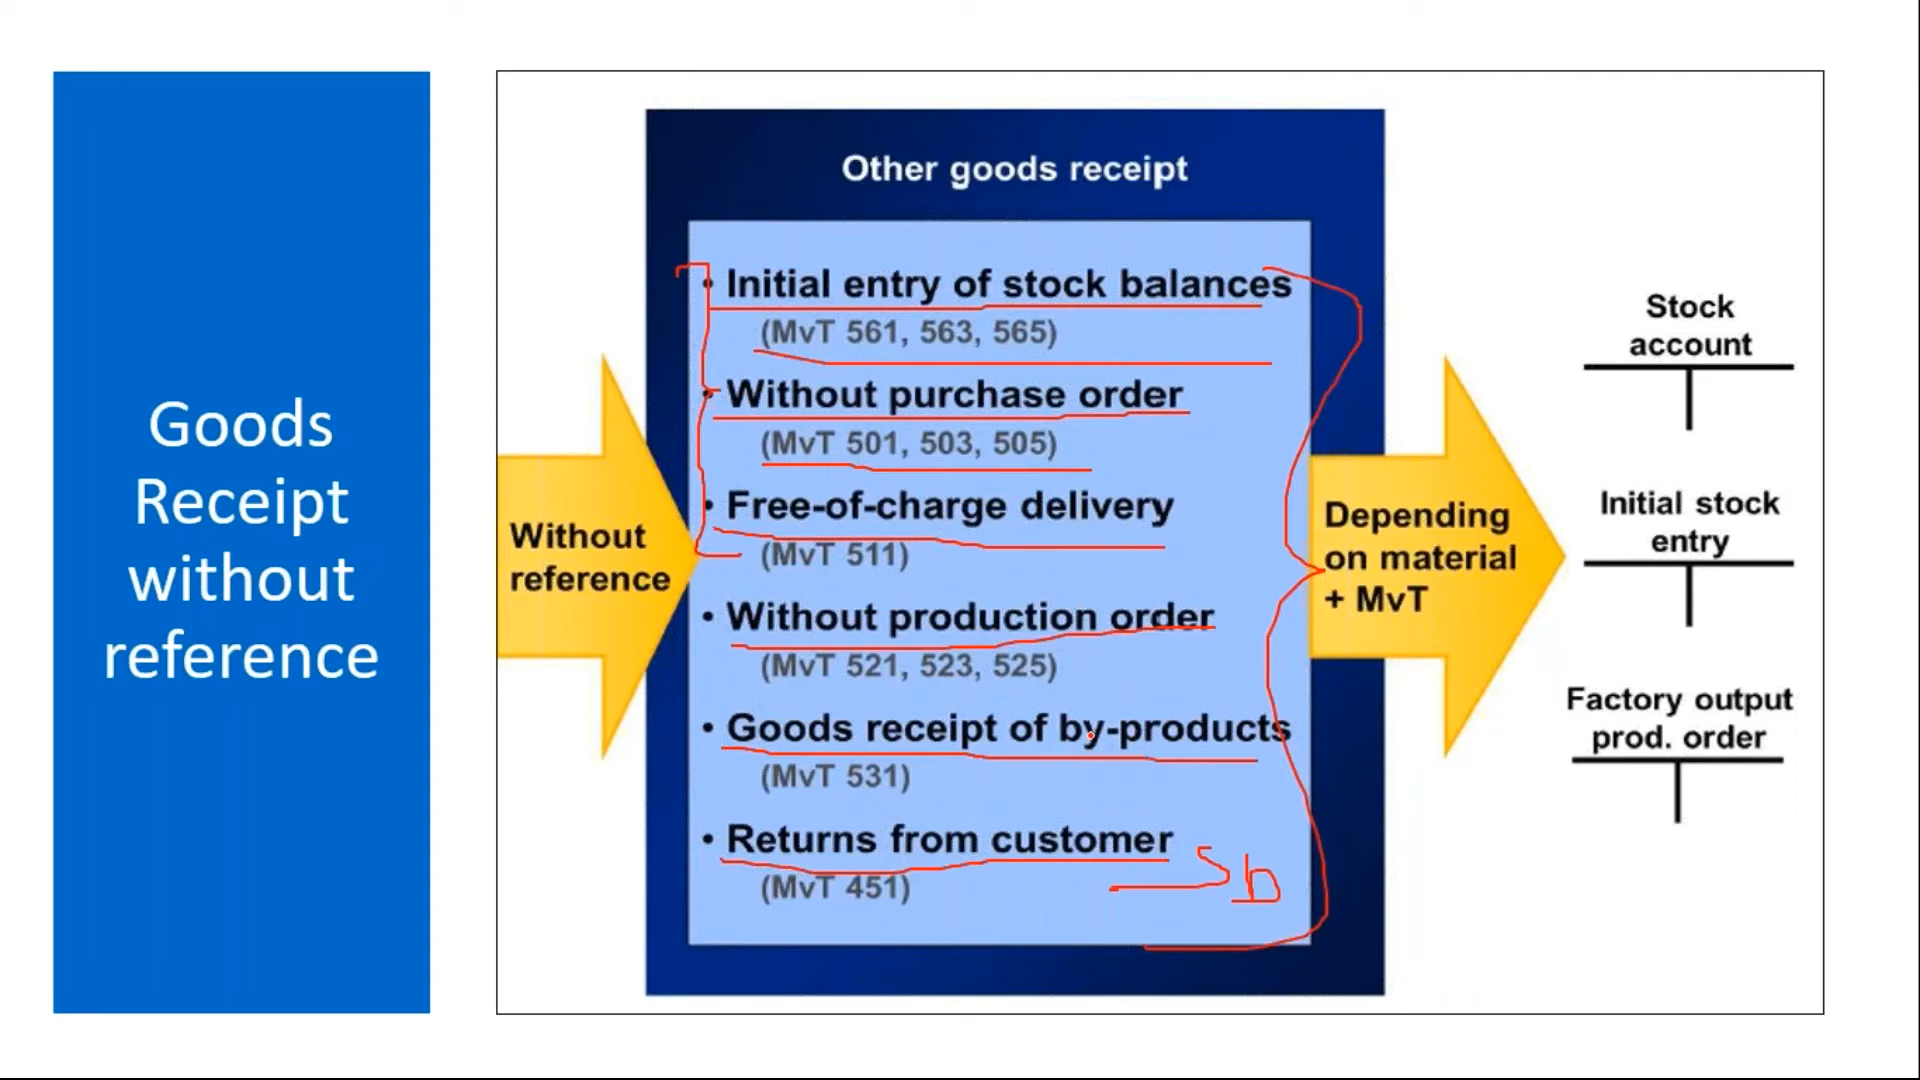 Goods
Receipt
without
reference
Without
reference
Other goods receipt
• Initial entry of stock balances
(MvT 561, 563, 565)
• Without purchase order
(MvT 501, 503, 505)
• Free-of-charge delivery
(MvT 511)
• Without production order
(MvT 521, 523, 525)
• Goods receipt of by-products
(MvT 531)
• Returns from customer
(MvT 451)
Depending
on material
+ MvT
Stock
account
Initial stock
entry
Factory output
prod. order